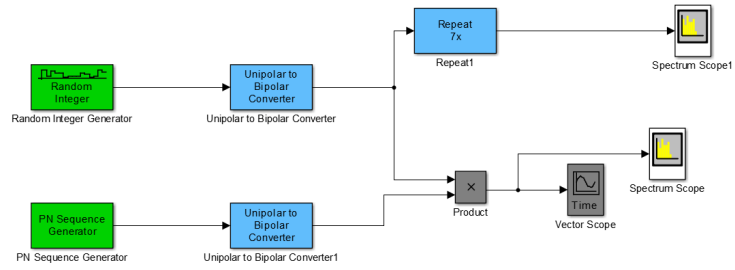 Repeat
7x
Repeat1
Spectrum Scope1
Random
Integer
Random Integer Generator
Unipolar to
Bipolar
Converter
Unipolar to Bipolar Converter
×
Product
Time
Vector Scope
Spectrum Scope
PN Sequence
Generator
PN Sequence Generator
Unipolar to
Bipolar
Converter
Unipolar to Bipolar Converter1